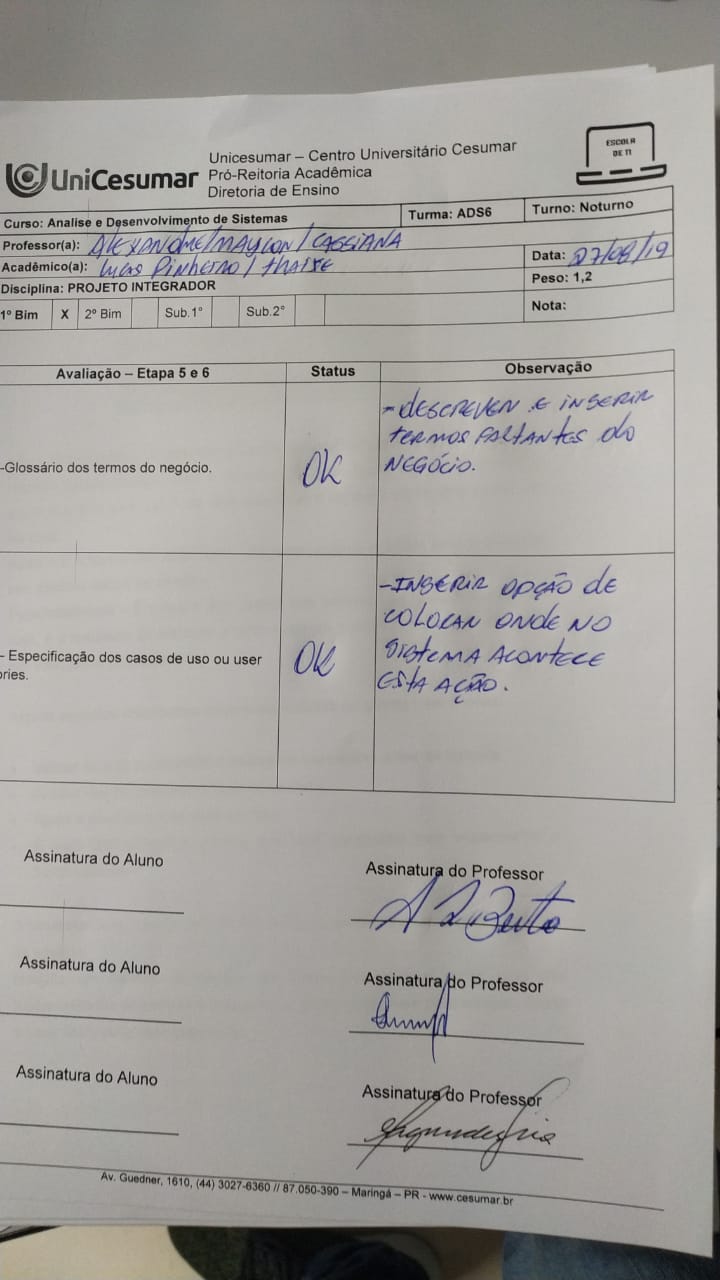 Unicesumar – Centro Universitário Cesumar
Pró-Reitoria Acadêmica
Diretoria de Ensino
UniCesumar
ESCOLA
DE TI
Curso: Analise e Desenvolvimento de Sistemas Turma: ADS6 Turno: Noturno
Professor(a): ALEXANDRE/MAYCON/CASSIANA
Acadêmico(a): Lucas Pinheiro / thaise Data: 27/08/19
Disciplina: PROJETO INTEGRADOR Peso: 1,2
1º Bim X 2º Bim Sub.1° Sub.2° Nota:
Avaliação – Etapa 5 e 6 Status Observação
-DESCREVER E INSERIR
TERMOS FALTANTES do
NEGÓCIO.
-Glossário dos termos do negócio. OK
-INSERIR OPÇÃO DE
COLOCAR ONDE NO
SISTEMA ACONTECE
ESTA AÇÃO.
- Especificação dos casos de uso ou user
ories.
OK
Assinatura do Aluno Assinatura do Professor
Assinatura do Aluno Assinatura do Professor
Assinatura do Aluno Assinatura do Professor
Av. Guedner, 1610, (44) 3027-6360 // 87.050-390 – Maringá – PR - www.cesumar.br